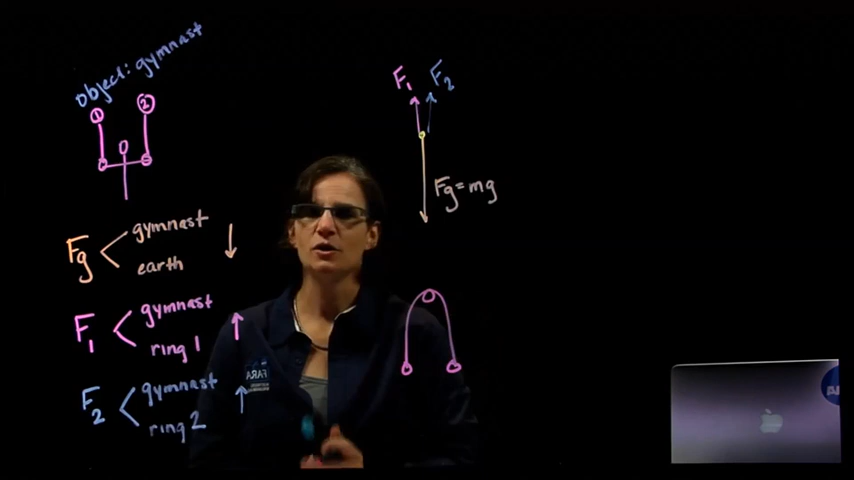 object: gymnast
1 2
Fg < gymnast
earth ↓
F1 < gymnast
ring 1 ↑
F2 < gymnast
ring 2 ↑
F1 F2
Fg = mg
FARA